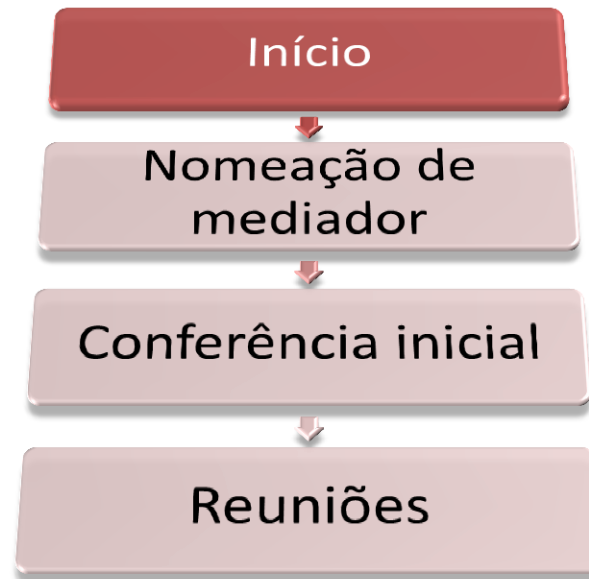 Início
Nomeação de
mediador
Conferência inicial
Reuniões